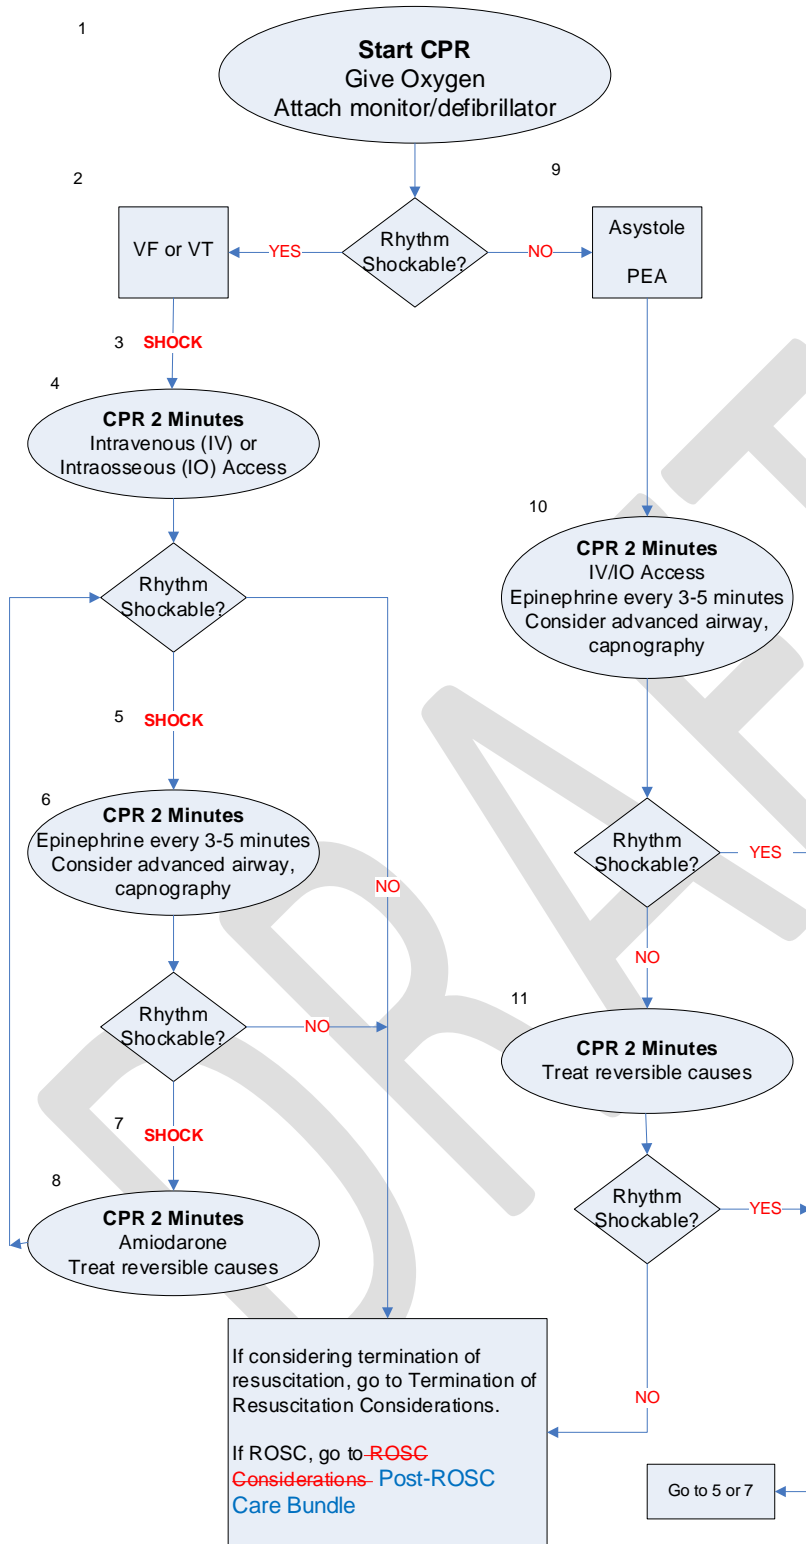 1
Start CPR
Give Oxygen
Attach monitor/defibrillator
2
9
VF or VT
YES
Rhythm
Shockable?
NO
Asystole
PEA
3
SHOCK
4
CPR 2 Minutes
Intravenous (IV) or
Intraosseous (IO) Access
Rhythm
Shockable?
5
SHOCK
6
CPR 2 Minutes
Epinephrine every 3-5 minutes
Consider advanced airway,
capnography
NO
Rhythm
Shockable?
NO
7
SHOCK
8
CPR 2 Minutes
Amiodarone
Treat reversible causes
10
CPR 2 Minutes
IV/IO Access
Epinephrine every 3-5 minutes
Consider advanced airway,
capnography
Rhythm
Shockable?
YES
NO
11
CPR 2 Minutes
Treat reversible causes
Rhythm
Shockable?
YES
NO
If considering termination of
resuscitation, go to Termination of
Resuscitation Considerations.
If ROSC, go to ROSC
Considerations Post-ROSC
Care Bundle
Go to 5 or 7
DRAFT